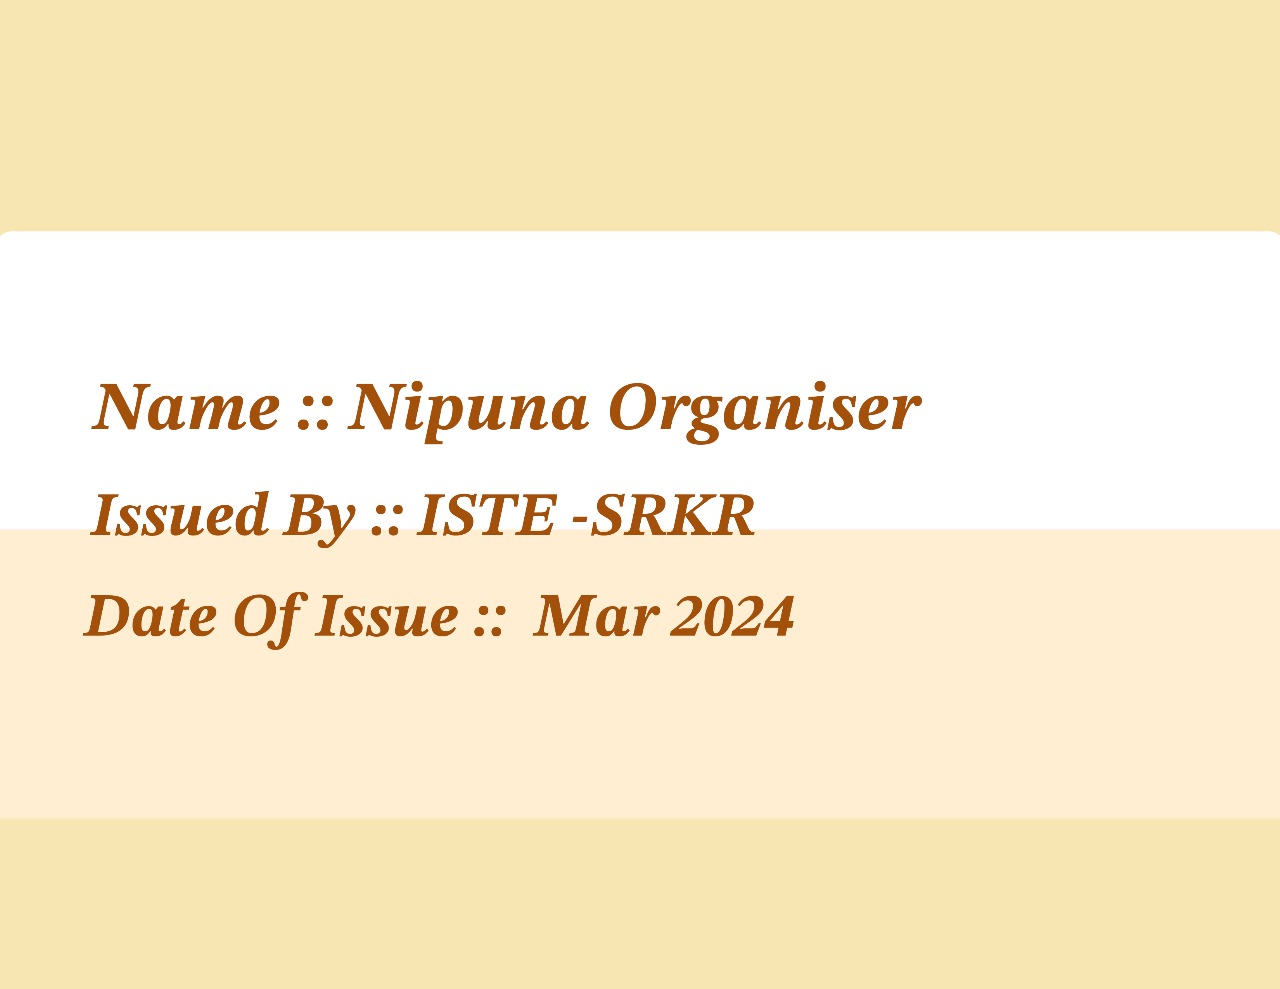 Name :: Nipuna Organiser
Issued By :: ISTE -SRKR
Date Of Issue :: Mar 2024